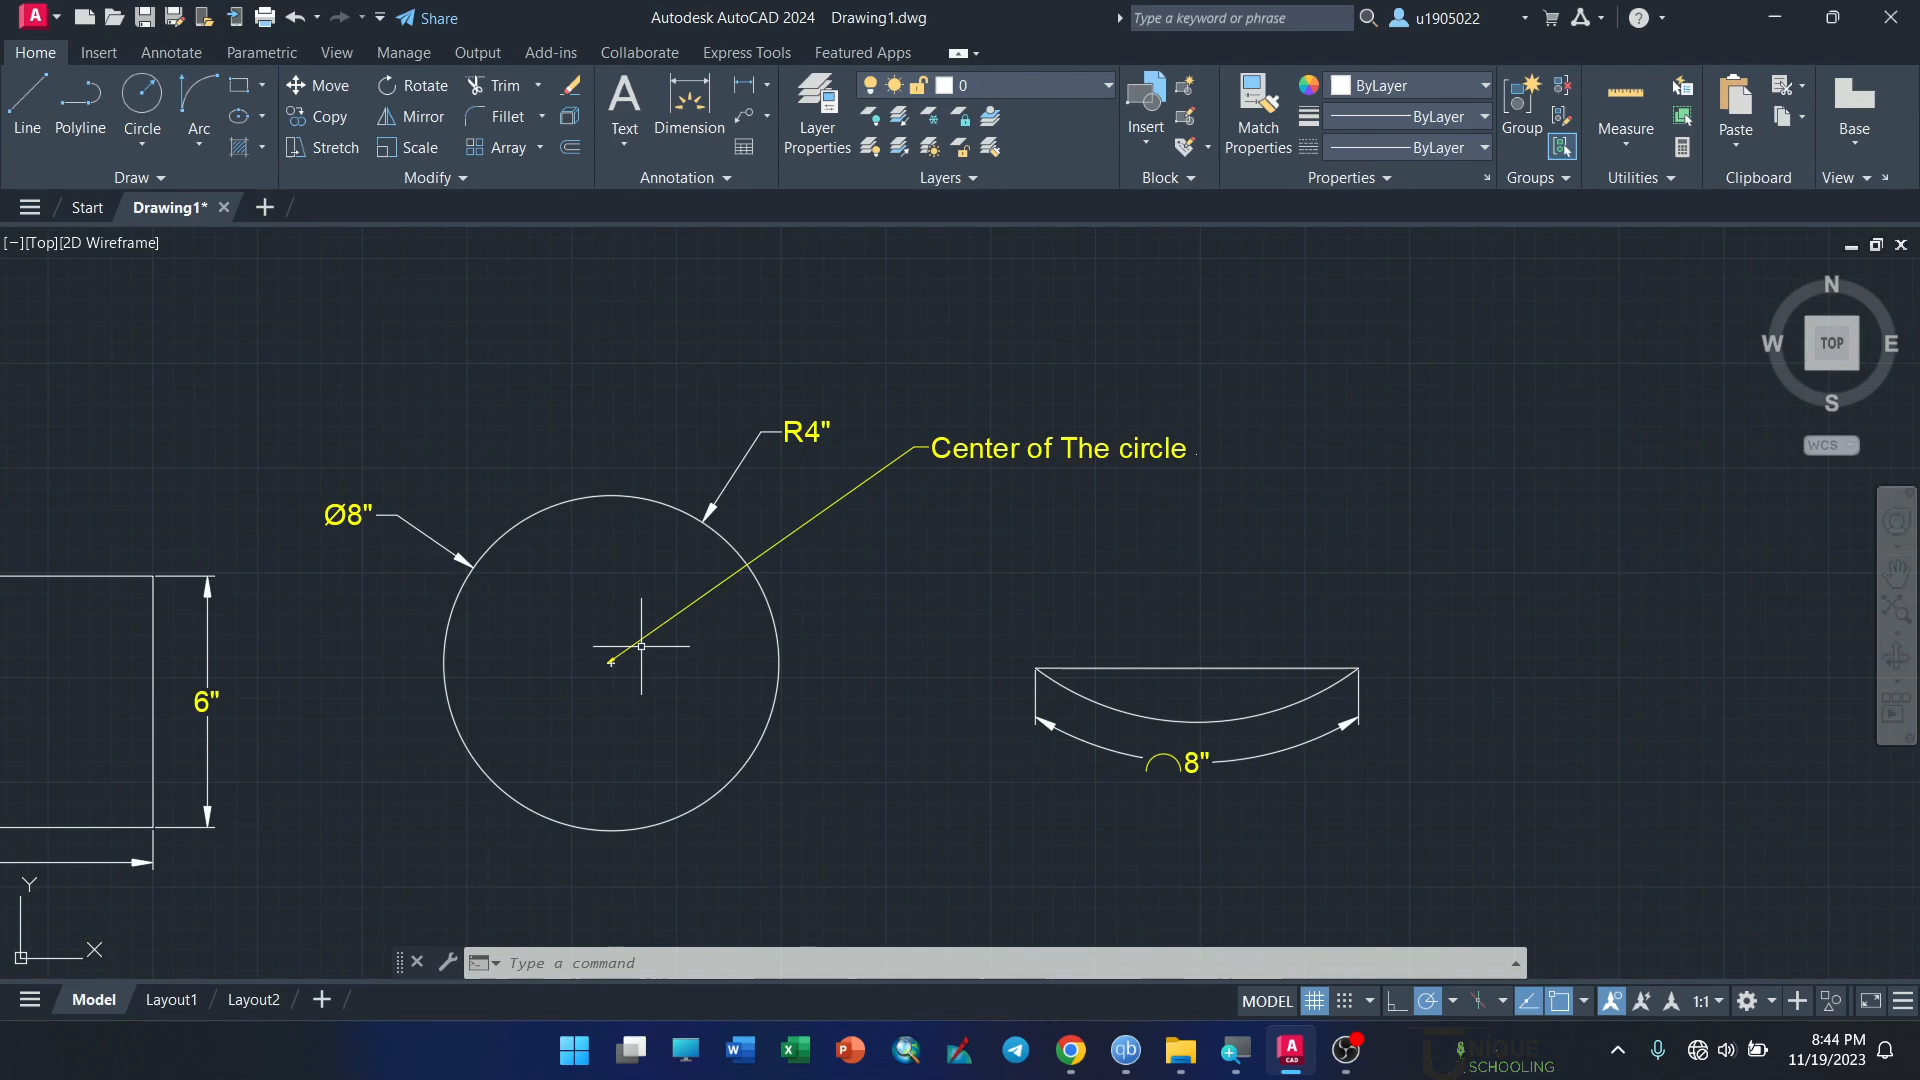 Share
Autodesk AutoCAD 2024 Drawing1.dwg
Type a keyword or phrase
u1905022
Home Insert Annotate Parametric View Manage Output Add-ins Collaborate Express Tools Featured Apps
Line
Polyline
Circle
Arc
Draw
Move Rotate Trim
Copy Mirror Fillet
Stretch Scale Array
Modify
Text
Dimension
Annotation
Layer
Properties
0
Layers
Insert
Block
Match
Properties
ByLayer
ByLayer
ByLayer
Properties
Group
Groups
Measure
Utilities
Paste
Clipboard
Base
View
Start Drawing1*
[−][Top][2D Wireframe]
N
W TOP E
S
WCS
R4"
Center of The circle
Ø8"
6"
8"
Y
X
Type a command
Model Layout1 Layout2
MODEL 1:1
8:44 PM
11/19/2023
UNIQUE
SCHOOLING